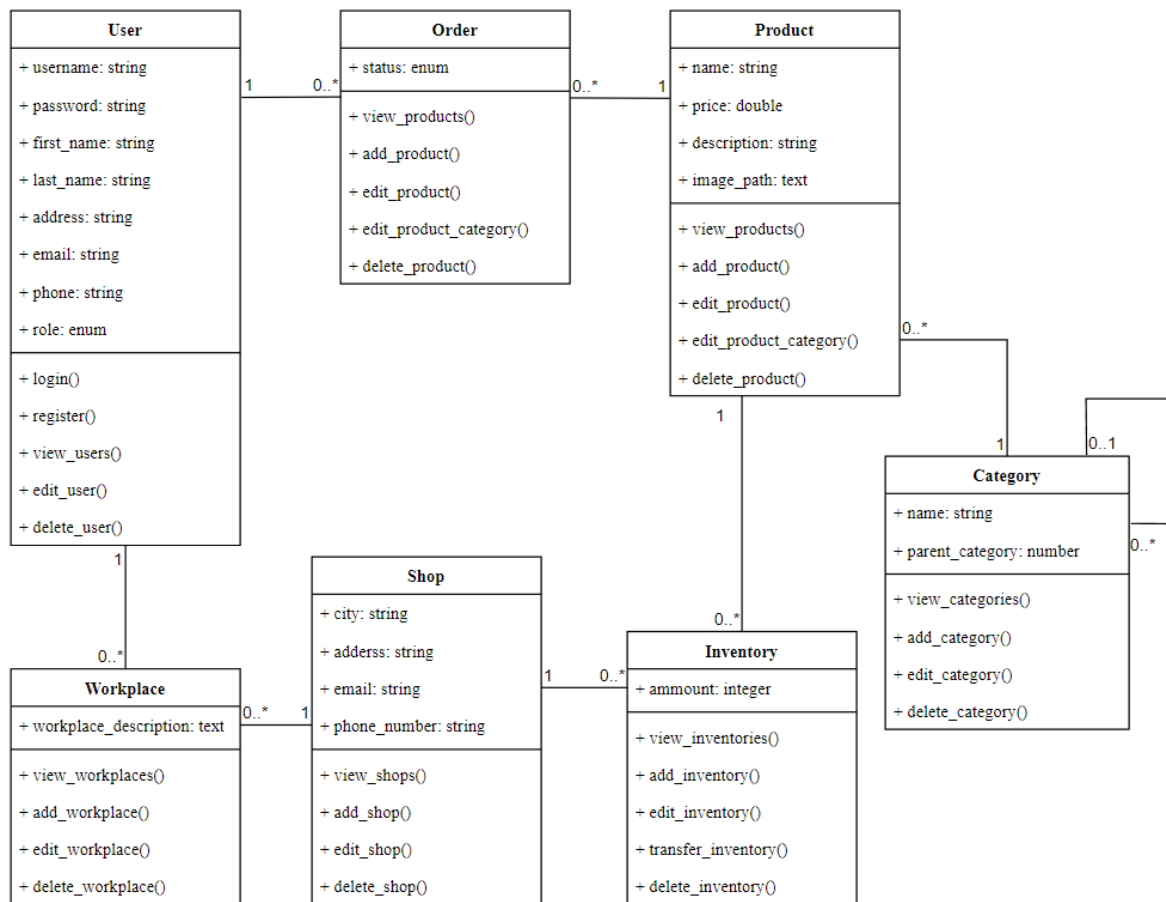 User
+ username: string
+ password: string
+ first_name: string
+ last_name: string
+ address: string
+ email: string
+ phone: string
+ role: enum
+ login()
+ register()
+ view_users()
+ edit_user()
+ delete_user()
1
0..*
Order
+ status: enum
+ view_products()
+ add_product()
+ edit_product()
+ edit_product_category()
+ delete_product()
0..*
1
Product
+ name: string
+ price: double
+ description: string
+ image_path: text
+ view_products()
+ add_product()
+ edit_product()
+ edit_product_category()
+ delete_product()
0..*
1
0..1
Category
+ name: string
+ parent_category: number
0..*
+ view_categories()
+ add_category()
+ edit_category()
+ delete_category()
1
0..*
1
0..*
Workplace
+ workplace_description: text
+ view_workplaces()
+ add_workplace()
+ edit_workplace()
+ delete_workplace()
0..*
1
Shop
+ city: string
+ adderss: string
+ email: string
+ phone_number: string
+ view_shops()
+ add_shop()
+ edit_shop()
+ delete_shop()
1
0..*
Inventory
+ ammount: integer
+ view_inventories()
+ add_inventory()
+ edit_inventory()
+ transfer_inventory()
+ delete_inventory()